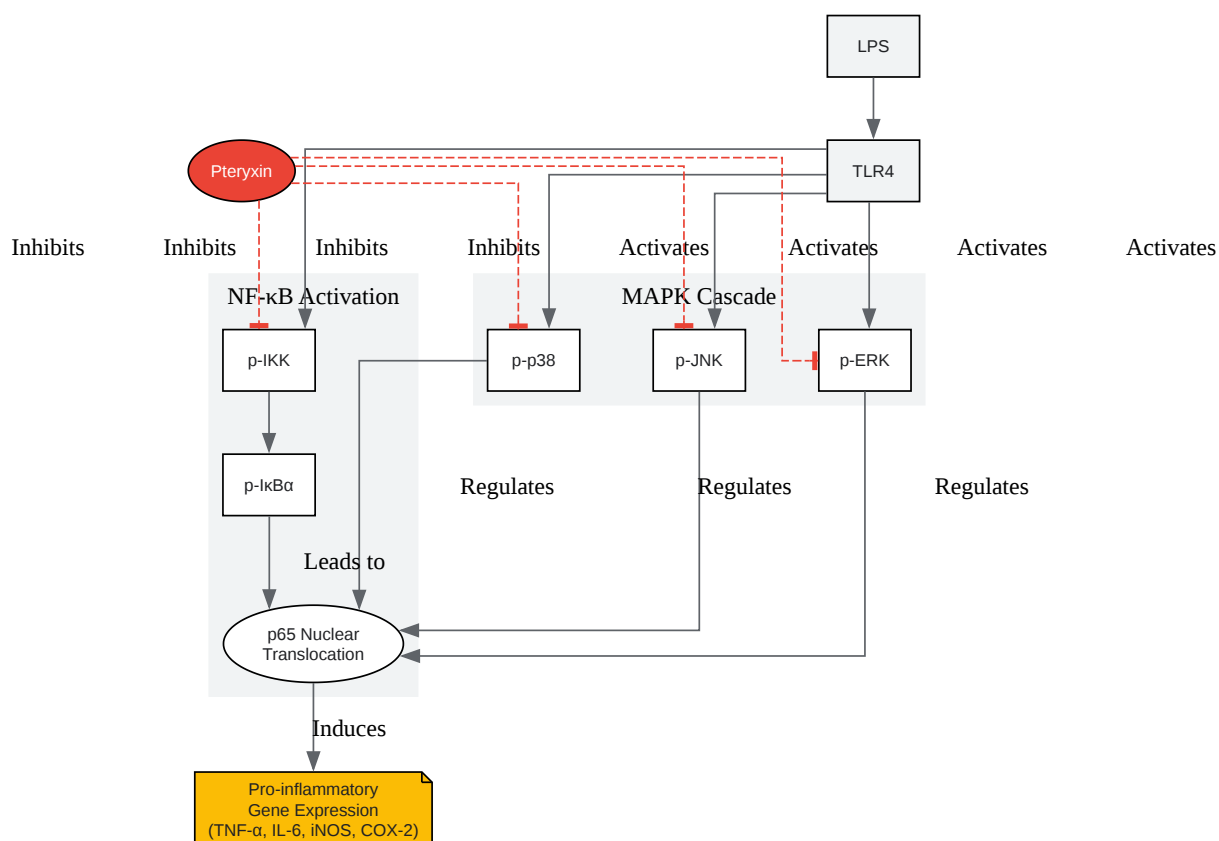 LPS
Pteryxin
TLR4
Inhibits Inhibits Inhibits Inhibits Activates Activates Activates Activates
NF-κB Activation
MAPK Cascade
p-IKK
p-p38
p-JNK
p-ERK
p-IκBα
Regulates Regulates Regulates
Leads to
p65 Nuclear
Translocation
Induces
Pro-inflammatory
Gene Expression
(TNF-α, IL-6, iNOS, COX-2)